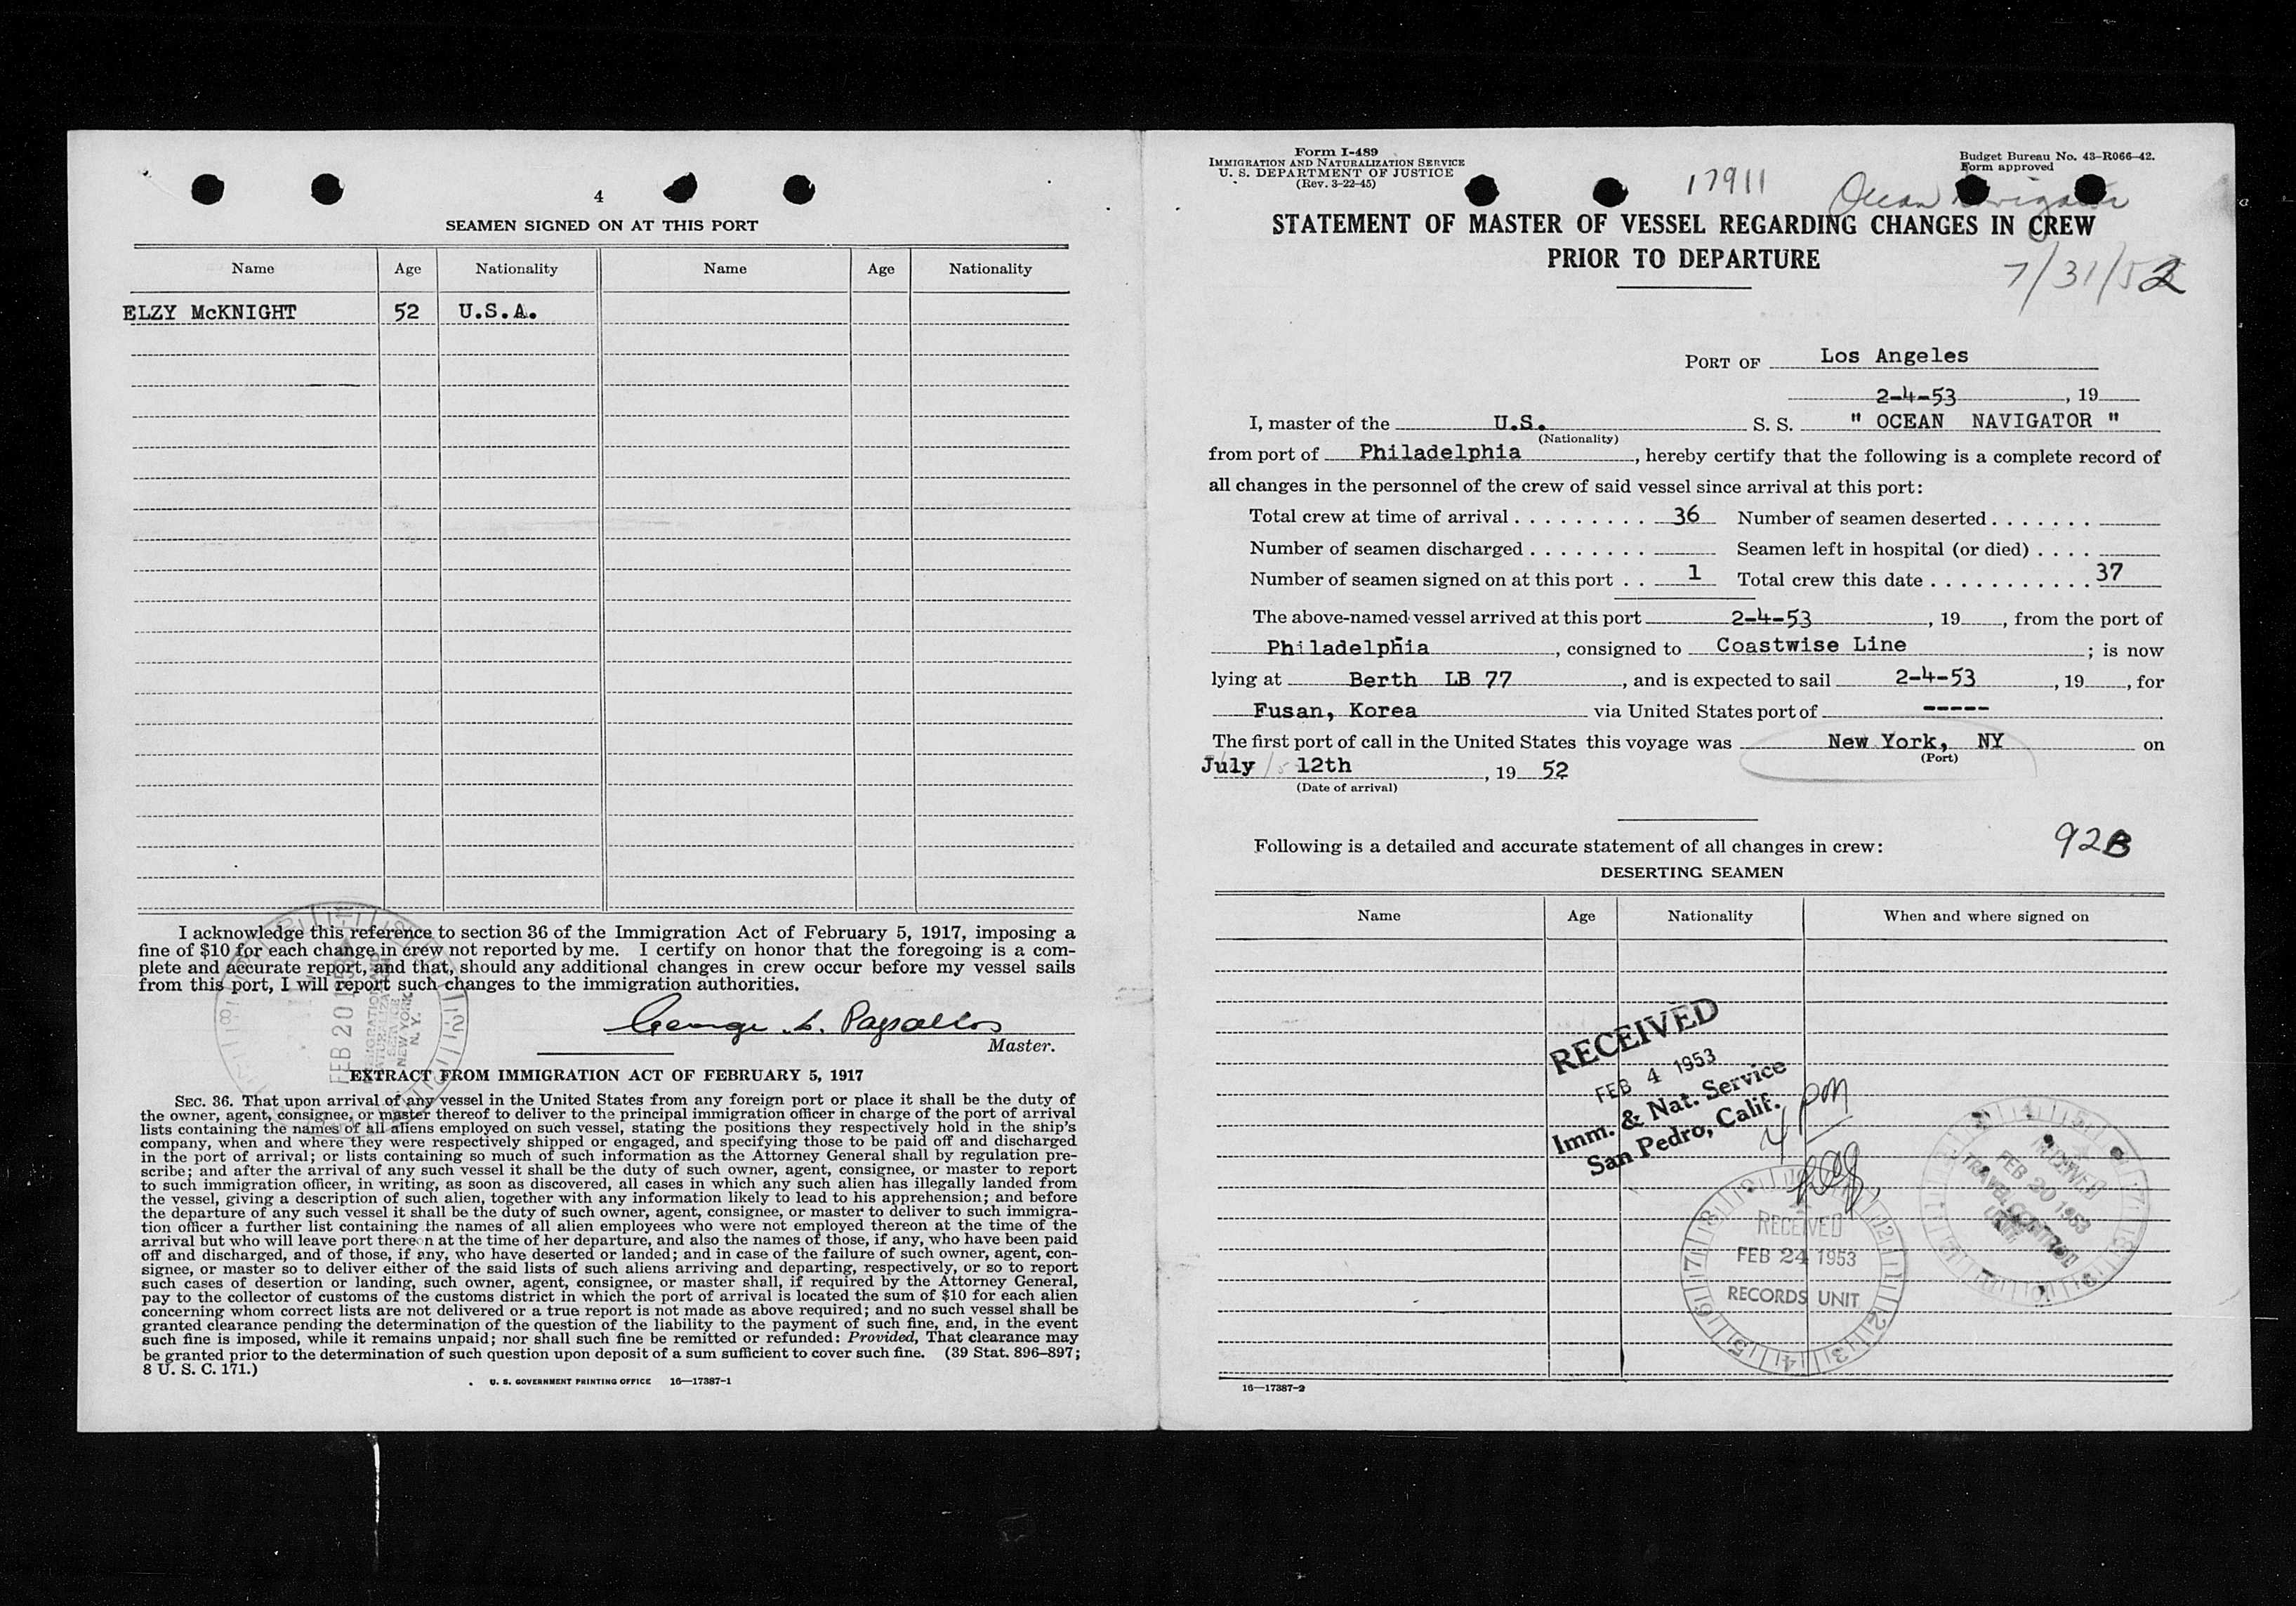 4
SEAMEN SIGNED ON AT THIS PORT
Name Age Nationality Name Age Nationality
ELZY McKNIGHT 52 U.S.A.
I acknowledge this reference to section 36 of the Immigration Act of February 5, 1917, imposing a
fine of $10 for each change in crew not reported by me. I certify on honor that the foregoing is a com-
plete and accurate report, and that, should any additional changes in crew occur before my vessel sails
from this port, I will report such changes to the immigration authorities.
George
Master.
FEB 20 1953
IMMIGRATION AND
NATURALIZATION
SERVICE
NEW YORK
N. Y.
EXTRACT FROM IMMIGRATION ACT OF FEBRUARY 5, 1917
SEC. 36. That upon arrival of any vessel in the United States from any foreign port or place it shall be the duty of
the owner, agent, consignee, or master thereof to deliver to the principal immigration officer in charge of the port of arrival
lists containing the names of all aliens employed on such vessel, stating the positions they respectively hold in the ship's
company, when and where they were respectively shipped or engaged, and specifying those to be paid off and discharged
in the port of arrival; or lists containing so much of such information as the Attorney General shall by regulation pre-
scribe; and after the arrival of any such vessel it shall be the duty of such owner, agent, consignee, or master to report
to such immigration officer, in writing, as soon as discovered, all cases in which any such alien has illegally landed from
the vessel, giving a description of such alien, together with any information likely to lead to his apprehension; and before
the departure of any such vessel it shall be the duty of such owner, agent, consignee, or master to deliver to such immigra-
tion officer a further list containing the names of all alien employees who were not employed thereon at the time of the
arrival but who will leave port thereon at the time of her departure, and also the names of those, if any, who have been paid
off and discharged, and of those, if any, who have deserted or landed; and in case of the failure of such owner, agent, con-
signee, or master so to deliver either of the said lists of such aliens arriving and departing, respectively, or so to report
such cases of desertion or landing, such owner, agent, consignee, or master shall, if required by the Attorney General,
pay to the collector of customs of the customs district in which the port of arrival is located the sum of $10 for each alien
concerning whom correct lists are not delivered or a true report is not made as above required; and no such vessel shall be
granted clearance pending the determination of the question of the liability to the payment of such fine, and, in the event
such fine is imposed, while it remains unpaid; nor shall such fine be remitted or refunded: Provided, That clearance may
be granted prior to the determination of such question upon deposit of a sum sufficient to cover such fine. (39 Stat. 896–897;
8 U. S. C. 171.)
U. S. GOVERNMENT PRINTING OFFICE 16—17387-1
Form I-489
IMMIGRATION AND NATURALIZATION SERVICE
U. S. DEPARTMENT OF JUSTICE
(Rev. 3-22-45)
Budget Bureau No. 43-R066-42.
Form approved
17911
Ocean Navigator
STATEMENT OF MASTER OF VESSEL REGARDING CHANGES IN CREW
PRIOR TO DEPARTURE
7/31/52
PORT OF Los Angeles
2-4-53, 19
I, master of the U.S. S. S. " OCEAN NAVIGATOR "
(Nationality)
from port of Philadelphia, hereby certify that the following is a complete record of
all changes in the personnel of the crew of said vessel since arrival at this port:
Total crew at time of arrival . . . . . . . . . 36 Number of seamen deserted . . . . . . .
Number of seamen discharged . . . . . . . . Seamen left in hospital (or died) . . . .
Number of seamen signed on at this port . . 1 Total crew this date . . . . . . . . . . . 37
The above-named vessel arrived at this port 2-4-53, 19, from the port of
Philadelphia, consigned to Coastwise Line; is now
lying at Berth LB 77, and is expected to sail 2-4-53, 19, for
Fusan, Korea via United States port of -----
The first port of call in the United States this voyage was New York, NY on
(Port)
July 12th, 19 52
(Date of arrival)
92B
Following is a detailed and accurate statement of all changes in crew:
DESERTING SEAMEN
Name Age Nationality When and where signed on
RECEIVED
FEB 4 1953
Imm. & Nat. Service
San Pedro, Calif.
4 pm
RECEIVED
FEB 24 1953
RECORDS UNIT
RECEIVED
FEB 20 1953
TRAVEL CONTROL
UNIT
16—17387-2